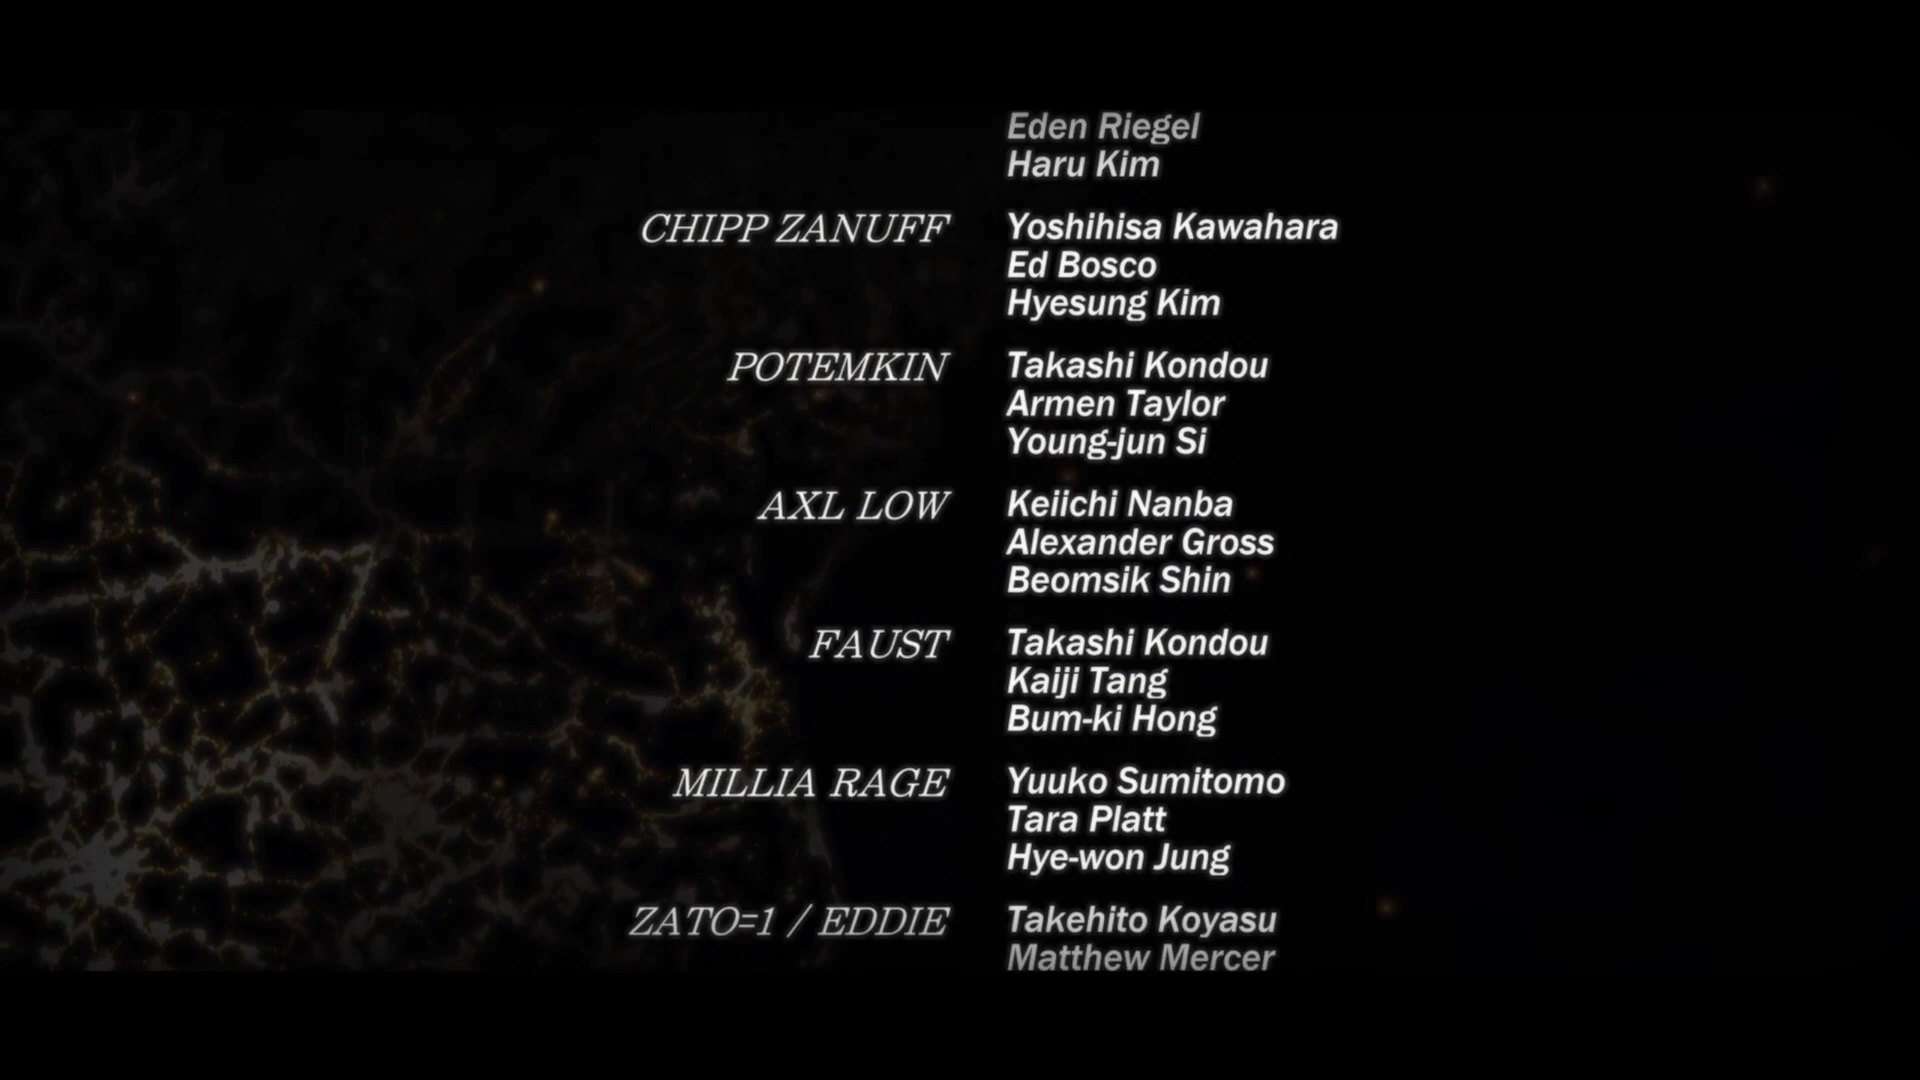 Eden Riegel
Haru Kim
CHIPP ZANUFF Yoshihisa Kawahara
Ed Bosco
Hyesung Kim
POTEMKIN Takashi Kondou
Armen Taylor
Young-jun Si
AXL LOW Keiichi Nanba
Alexander Gross
Beomsik Shin
FAUST Takashi Kondou
Kaiji Tang
Bum-ki Hong
MILLIA RAGE Yuuko Sumitomo
Tara Platt
Hye-won Jung
ZATO=1 / EDDIE Takehito Koyasu
Matthew Mercer